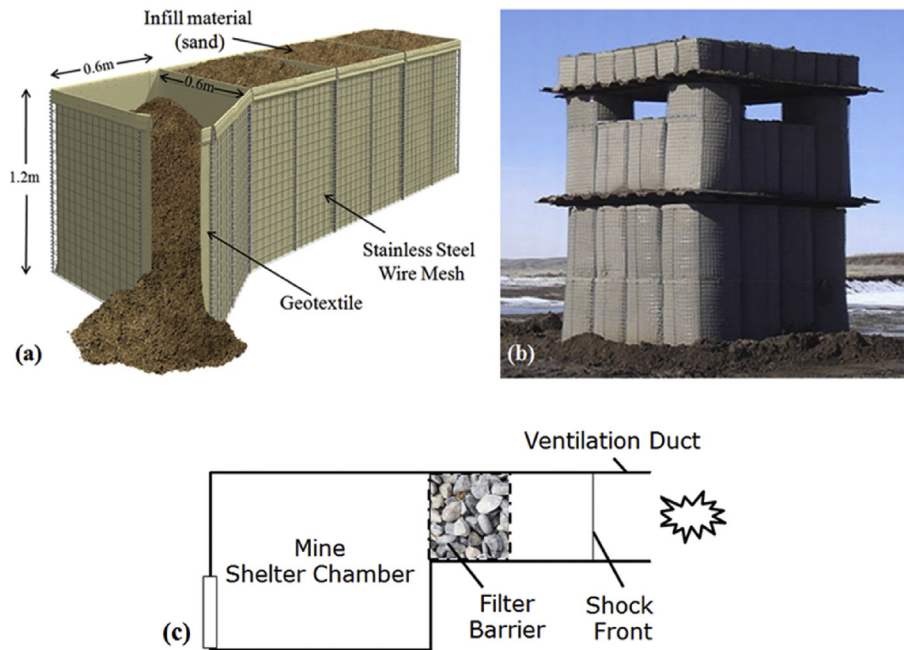 Infill material
(sand)
0.6m
0.6m
1.2m
Stainless Steel
Wire Mesh
Geotextile
(a)
(b)
Ventilation Duct
Mine
Shelter Chamber
Filter
Barrier
Shock
Front
(c)